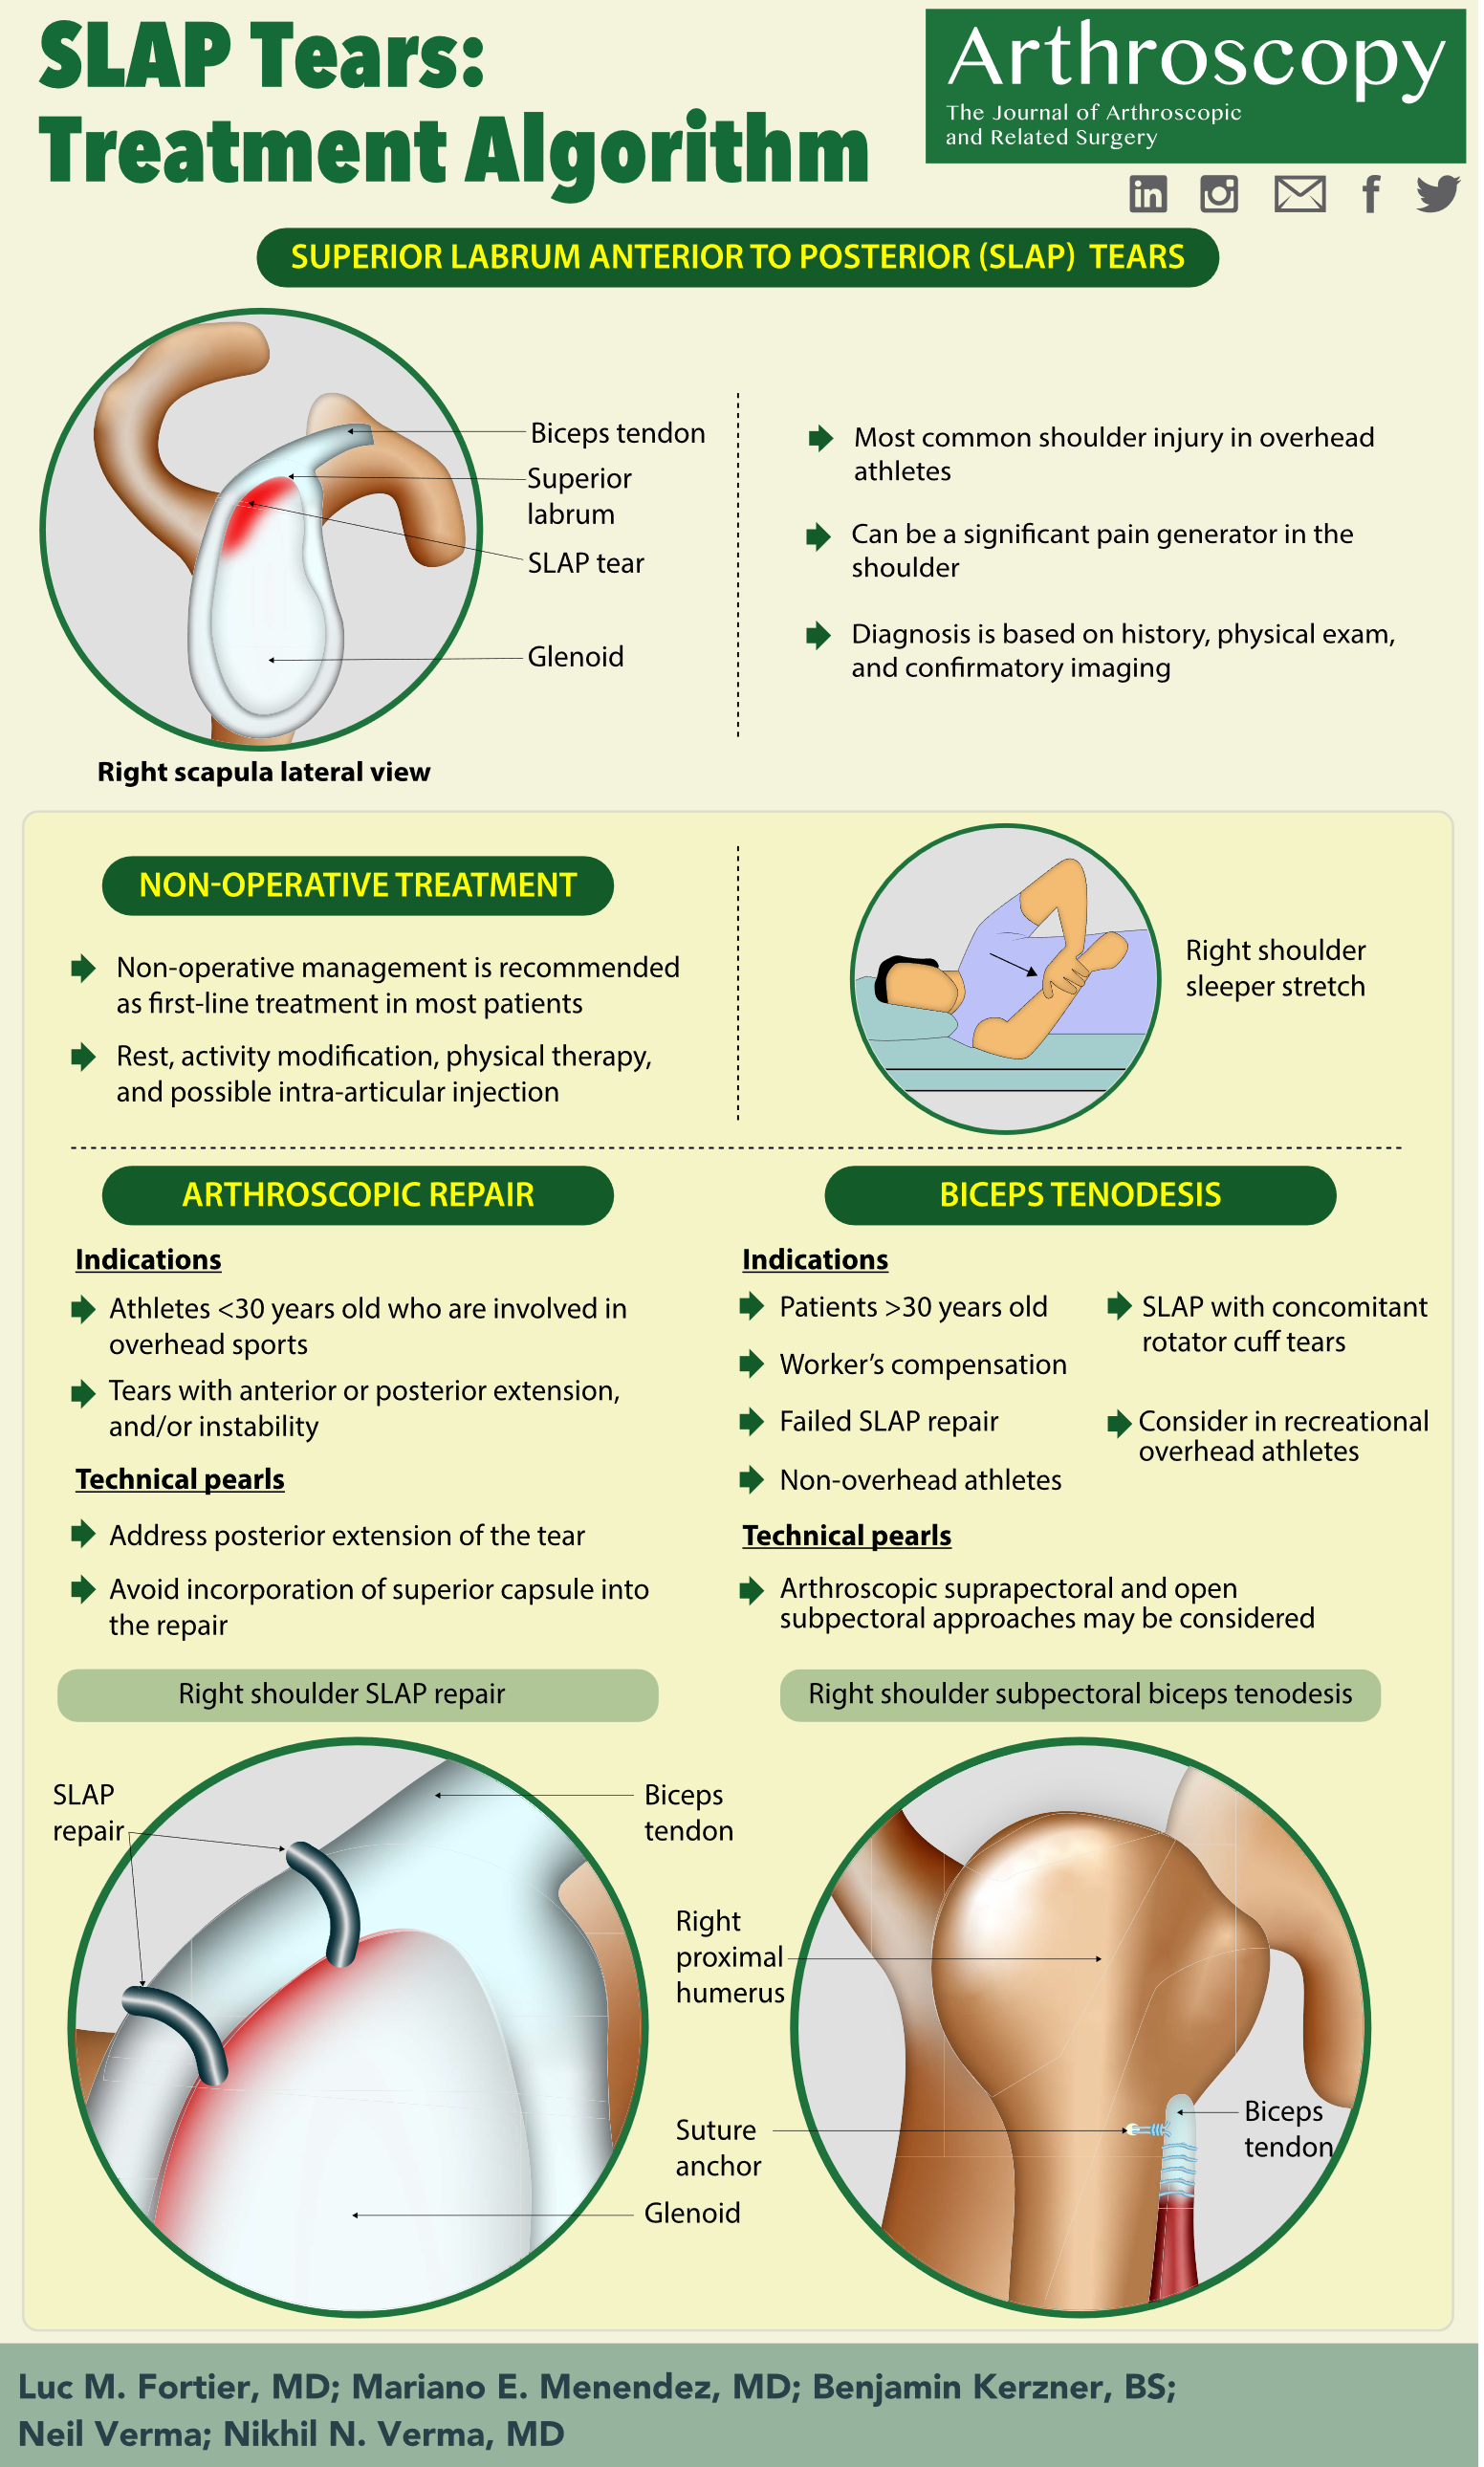 SLAP Tears:
Treatment Algorithm
Arthroscopy
The Journal of Arthroscopic
and Related Surgery
SUPERIOR LABRUM ANTERIOR TO POSTERIOR (SLAP) TEARS
Biceps tendon
Superior
labrum
SLAP tear
Glenoid
Right scapula lateral view
Most common shoulder injury in overhead
athletes
Can be a significant pain generator in the
shoulder
Diagnosis is based on history, physical exam,
and confirmatory imaging
NON-OPERATIVE TREATMENT
Non-operative management is recommended
as first-line treatment in most patients
Rest, activity modification, physical therapy,
and possible intra-articular injection
Right shoulder
sleeper stretch
ARTHROSCOPIC REPAIR
Indications
Athletes <30 years old who are involved in
overhead sports
Tears with anterior or posterior extension,
and/or instability
Technical pearls
Address posterior extension of the tear
Avoid incorporation of superior capsule into
the repair
BICEPS TENODESIS
Indications
Patients >30 years old
Worker's compensation
Failed SLAP repair
Non-overhead athletes
SLAP with concomitant
rotator cuff tears
Consider in recreational
overhead athletes
Technical pearls
Arthroscopic suprapectoral and open
subpectoral approaches may be considered
Right shoulder SLAP repair
SLAP
repair
Biceps
tendon
Glenoid
Right shoulder subpectoral biceps tenodesis
Right
proximal
humerus
Suture
anchor
Biceps
tendon
Luc M. Fortier, MD; Mariano E. Menendez, MD; Benjamin Kerzner, BS;
Neil Verma; Nikhil N. Verma, MD